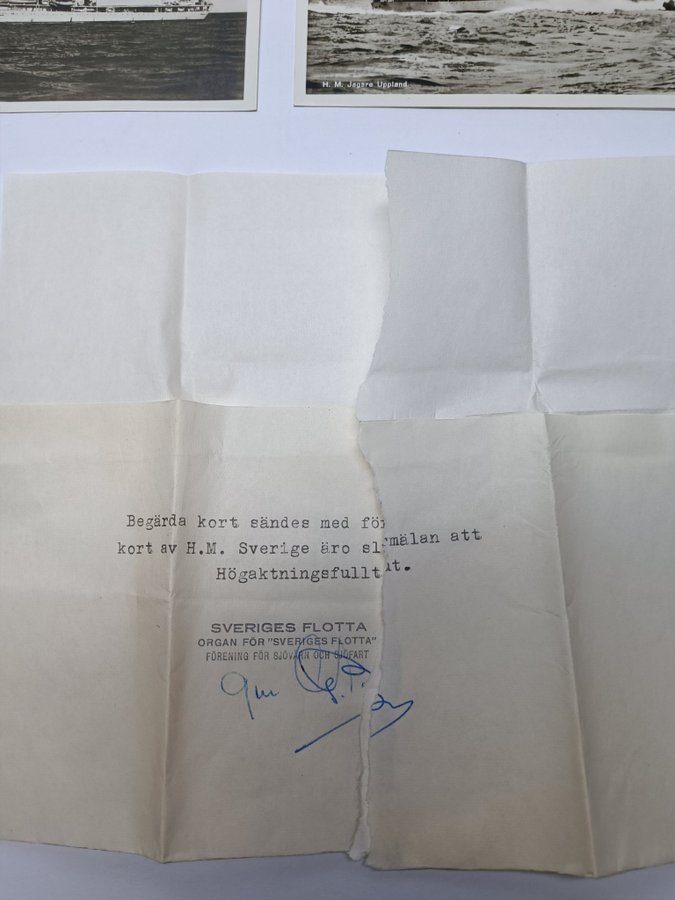 H. M. Jagare Uppland
Begärda kort sändes med för
mälan att
kort av H.M. Sverige äro sl
ut.
Högaktningsfullt
SVERIGES FLOTTA
ORGAN FÖR "SVERIGES FLOTTA"
FÖRENING FÖR SJÖVÄRN OCH SJÖFART